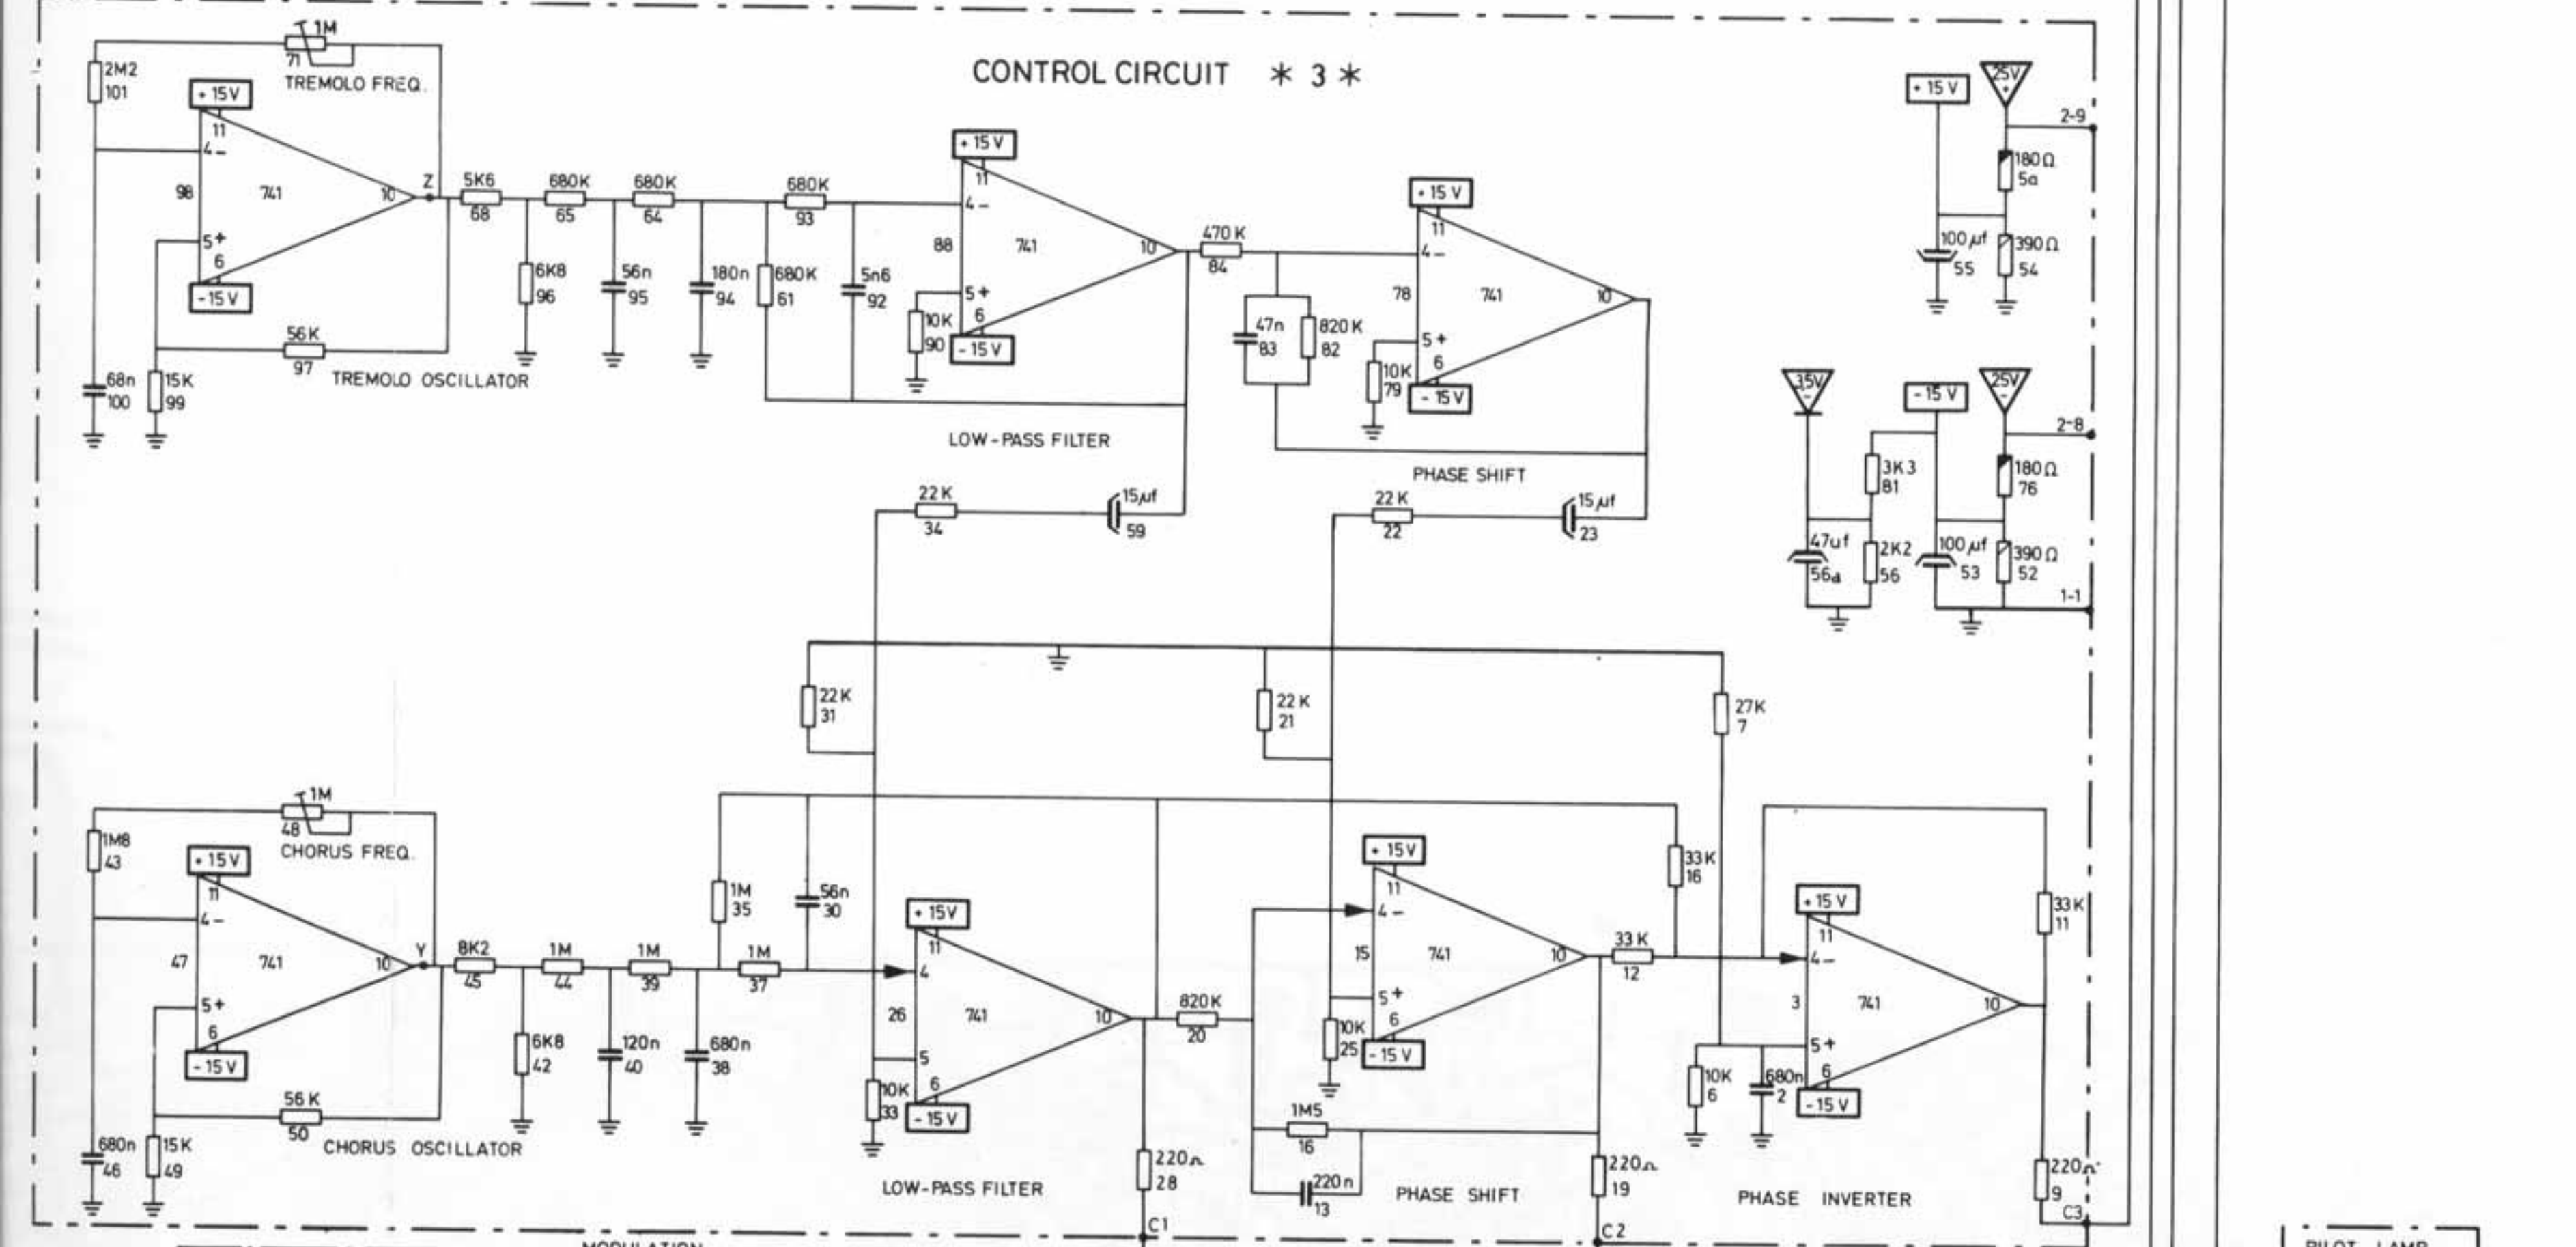 CONTROL CIRCUIT * 3 *
1M
71
TREMOLO FREQ.
2M2
101
+ 15V
11
4-
98
741
10
Z
5+
6
-15V
56K
97
TREMOLO OSCILLATOR
68n
100
15K
99
5K6
68
680K
65
680K
64
680K
93
6K8
96
56n
95
180n
94
680K
61
5n6
92
+ 15V
11
4-
88
741
10
5+
6
10K
90
- 15V
LOW-PASS FILTER
470 K
84
47n
83
820K
82
+ 15V
11
4-
78
741
10
5+
6
10K
79
- 15V
PHASE SHIFT
+ 15V
25V
+
2-9
180Ω
5a
100µf
55
390Ω
54
35V
-
- 15 V
25V
-
2-8
3K3
81
180Ω
76
47uf
56a
2K2
56
100µf
53
390Ω
52
1-1
22K
34
15µf
59
22K
22
15µf
23
22K
31
22K
21
27K
7
1M
48
CHORUS FREQ.
1M8
43
+ 15V
11
4-
47
741
10
Y
5+
6
-15V
56 K
50
CHORUS OSCILLATOR
680n
46
15K
49
8K2
45
1M
44
1M
39
1M
37
1M
35
56n
30
6K8
42
120n
40
680n
38
+ 15V
11
4
26
741
10
5
6
10K
33
- 15V
LOW-PASS FILTER
220Ω
28
C1
820K
20
+ 15V
11
4-
15
741
10
5+
6
10K
25
- 15V
1M5
16
220n
13
PHASE SHIFT
220Ω
19
C2
33K
12
33K
16
+ 15V
11
4-
3
741
10
5+
6
10K
6
680n
2
-15V
33K
11
PHASE INVERTER
220Ω
9
C3
MODULATION
PILOT LAMP